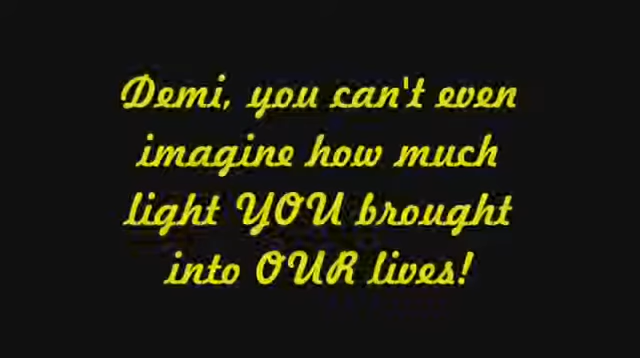 Demi, you can't even
imagine how much
light YOU brought
into OUR lives!